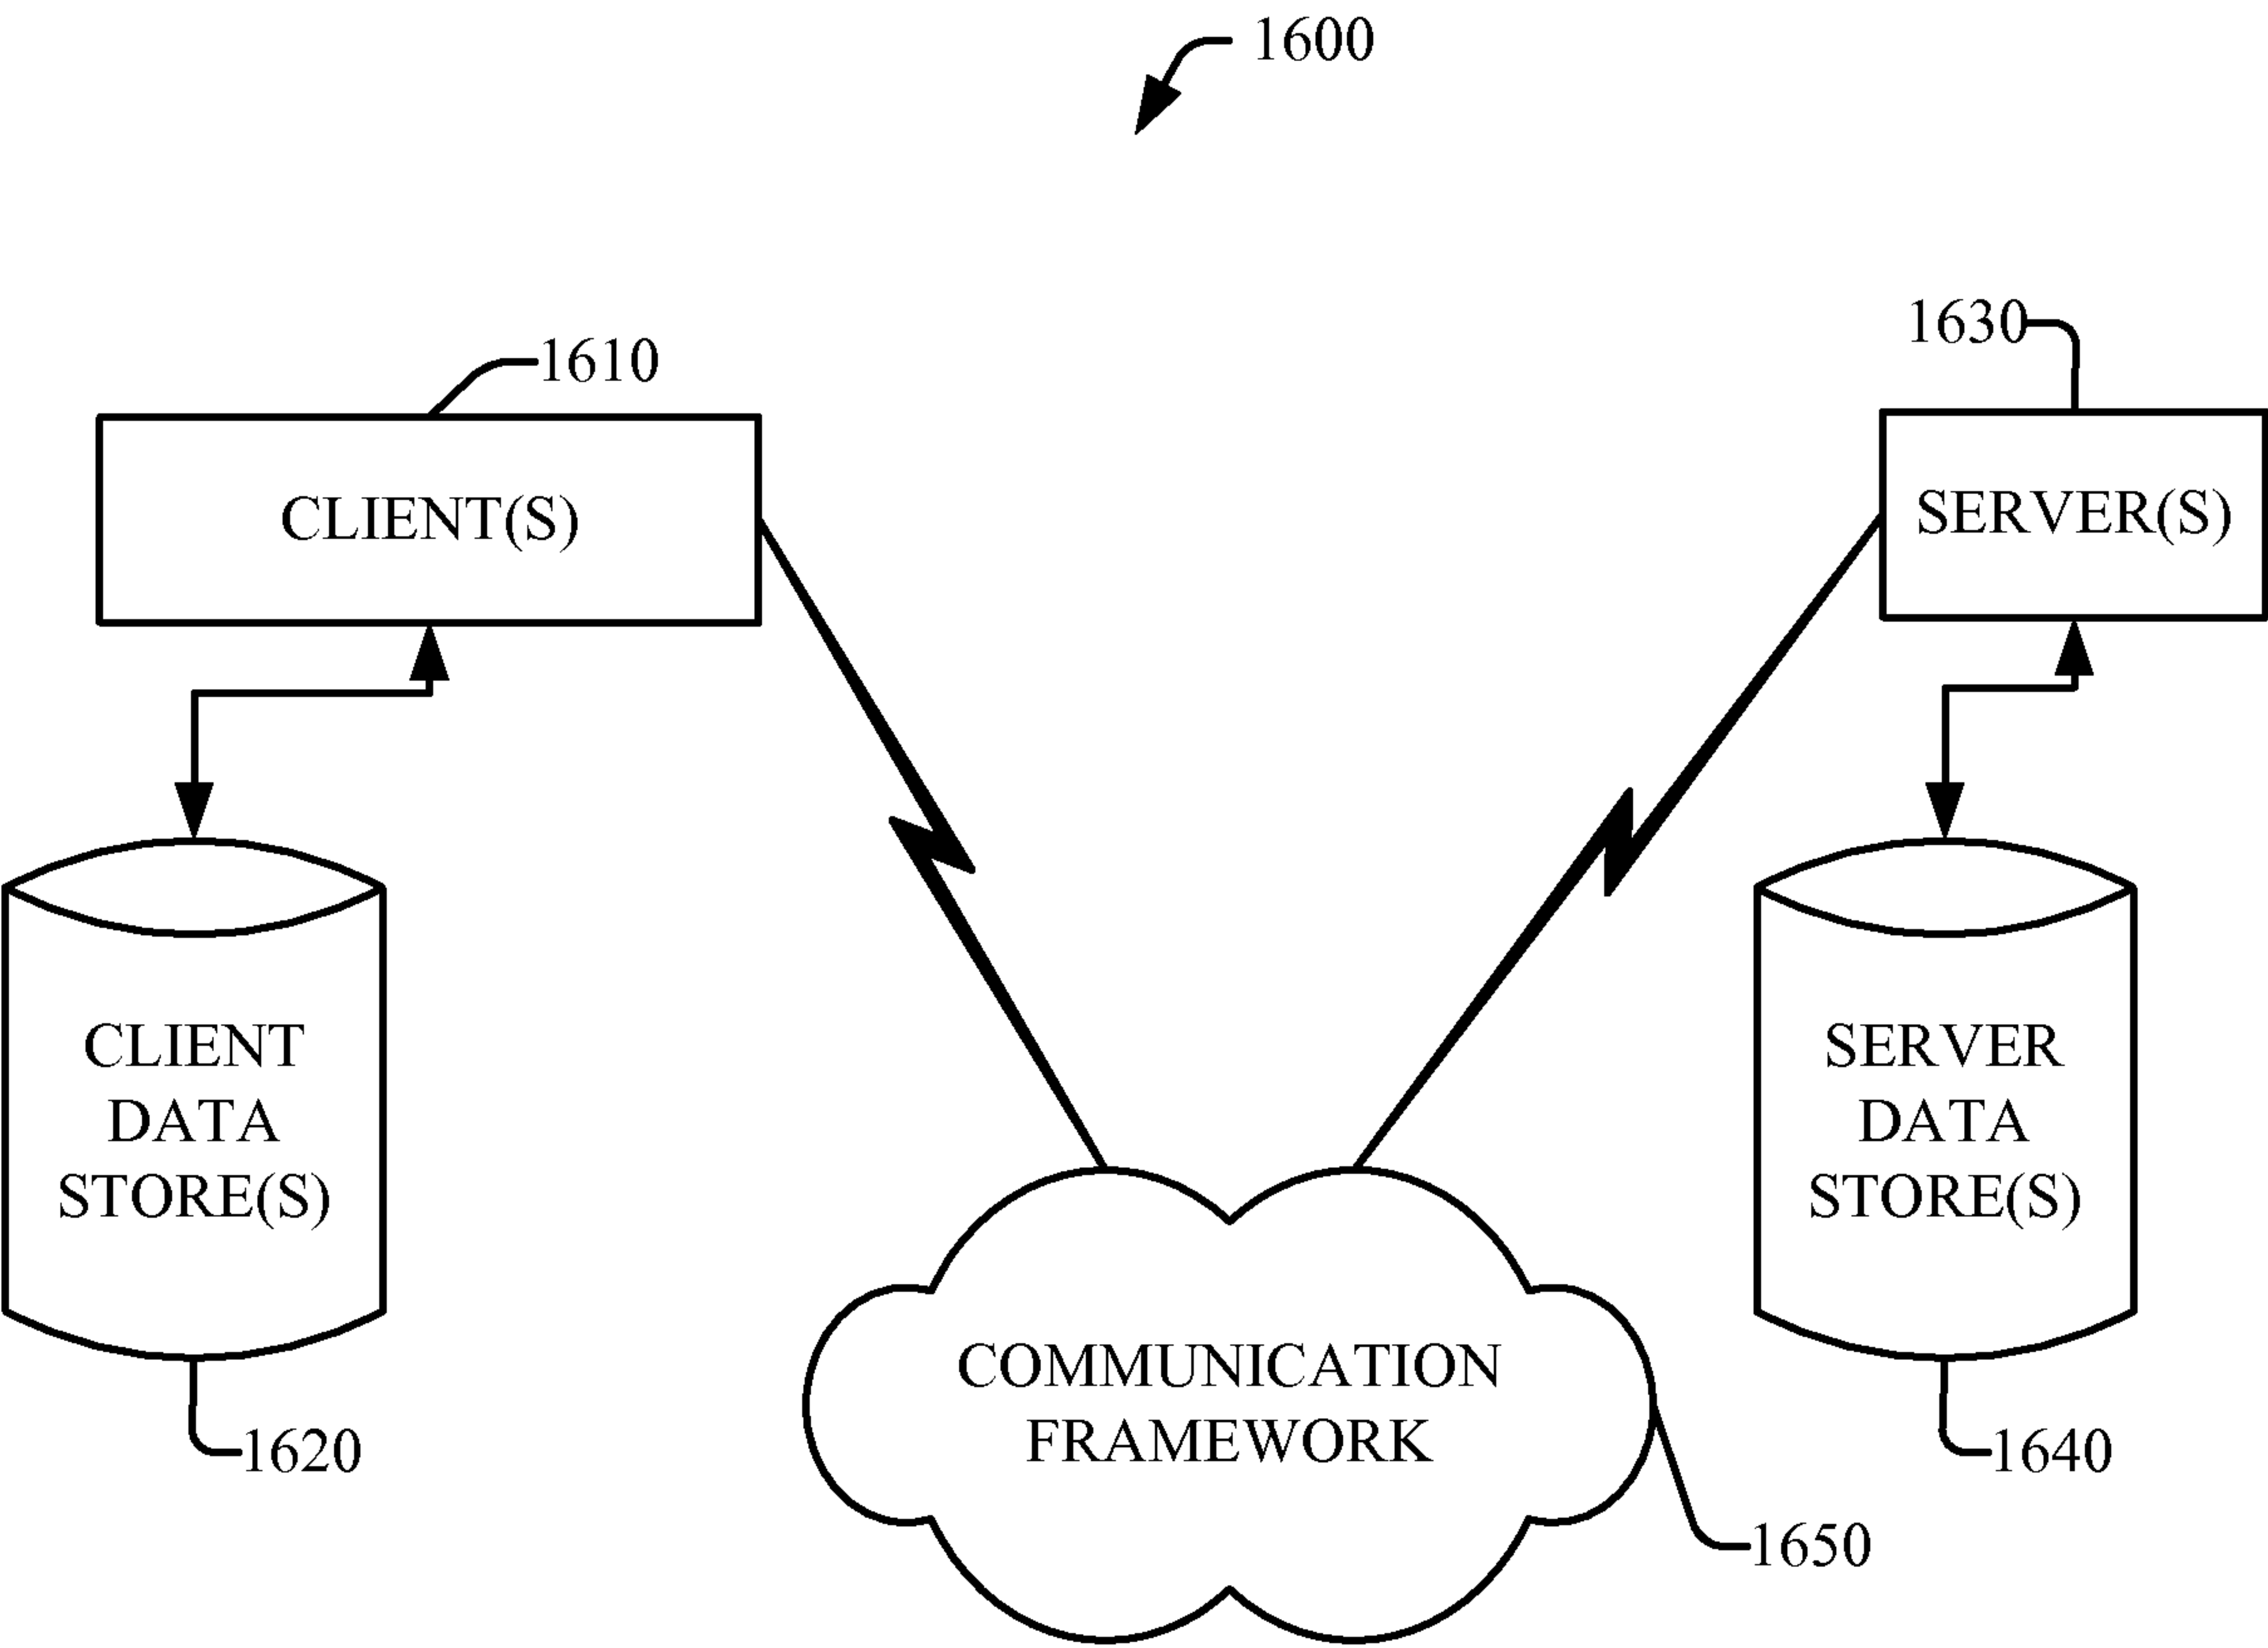 1600
1610
1630
CLIENT(S)
SERVER(S)
CLIENT
DATA
STORE(S)
SERVER
DATA
STORE(S)
COMMUNICATION
FRAMEWORK
1620
1640
1650